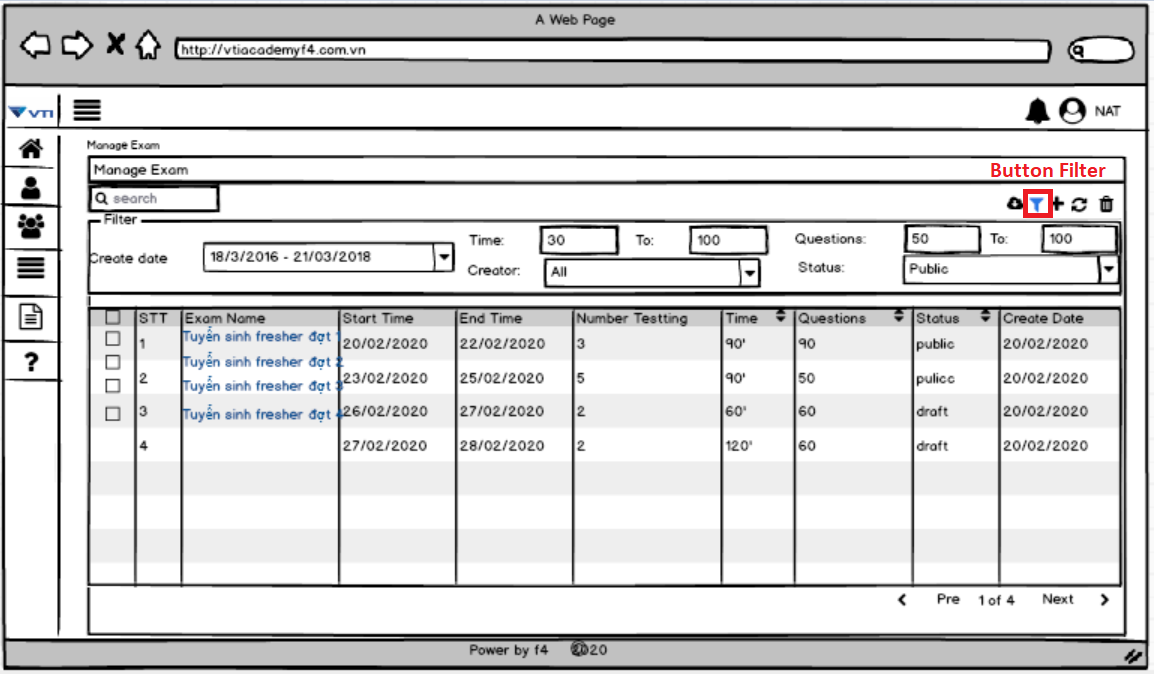 A Web Page
http://vtiacademyf4.com.vn
VTI
NAT
Manage Exam
Manage Exam
Button Filter
search
Filter
Create date
18/3/2016 - 21/03/2018
Time: 30 To: 100
Questions: 50 To: 100
Creator: All
Status: Public
STT Exam Name Start Time End Time Number Testting Time Questions Status Create Date
1 Tuyển sinh fresher đợt 1 20/02/2020 22/02/2020 3 90' 90 public 20/02/2020
Tuyển sinh fresher đợt 2
2 Tuyển sinh fresher đợt 3 23/02/2020 25/02/2020 5 90' 50 pulicc 20/02/2020
3 Tuyển sinh fresher đợt 4 26/02/2020 27/02/2020 2 60' 60 draft 20/02/2020
4 27/02/2020 28/02/2020 2 120' 60 draft 20/02/2020
Pre 1 of 4 Next
Power by f4 ©2020